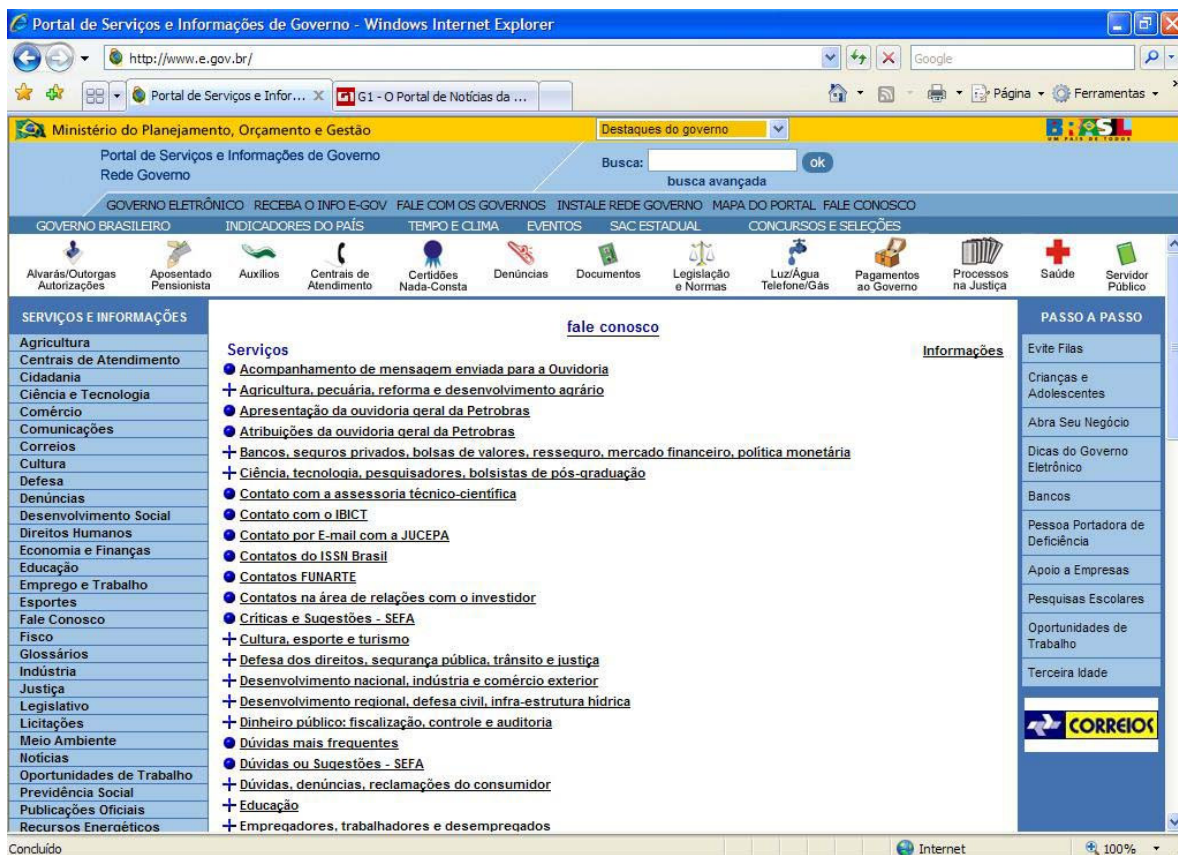 Portal de Serviços e Informações de Governo - Windows Internet Explorer
http://www.e.gov.br/
Google
Portal de Serviços e Infor...
G1 - O Portal de Notícias da ...
Página
Ferramentas
Ministério do Planejamento, Orçamento e Gestão
Destaques do governo
BRASIL
UM PAÍS DE TODOS
Portal de Serviços e Informações de Governo
Rede Governo
Busca:
ok
busca avançada
GOVERNO ELETRÔNICO RECEBA O INFO E-GOV FALE COM OS GOVERNOS INSTALE REDE GOVERNO MAPA DO PORTAL FALE CONOSCO
GOVERNO BRASILEIRO INDICADORES DO PAÍS TEMPO E CLIMA EVENTOS SAC ESTADUAL CONCURSOS E SELEÇÕES
Alvarás/Outorgas
Autorizações
Aposentado
Pensionista
Auxílios
Centrais de
Atendimento
Certidões
Nada-Consta
Denúncias
Documentos
Legislação
e Normas
Luz/Água
Telefone/Gás
Pagamentos
ao Governo
Processos
na Justiça
Saúde
Servidor
Público
SERVIÇOS E INFORMAÇÕES
Agricultura
Centrais de Atendimento
Cidadania
Ciência e Tecnologia
Comércio
Comunicações
Correios
Cultura
Defesa
Denúncias
Desenvolvimento Social
Direitos Humanos
Economia e Finanças
Educação
Emprego e Trabalho
Esportes
Fale Conosco
Fisco
Glossários
Indústria
Justiça
Legislativo
Licitações
Meio Ambiente
Notícias
Oportunidades de Trabalho
Previdência Social
Publicações Oficiais
Recursos Energéticos
fale conosco
Serviços
Informações
Acompanhamento de mensagem enviada para a Ouvidoria
Agricultura, pecuária, reforma e desenvolvimento agrário
Apresentação da ouvidoria geral da Petrobras
Atribuições da ouvidoria geral da Petrobras
Bancos, seguros privados, bolsas de valores, resseguro, mercado financeiro, política monetária
Ciência, tecnologia, pesquisadores, bolsistas de pós-graduação
Contato com a assessoria técnico-científica
Contato com o IBICT
Contato por E-mail com a JUCEPA
Contatos do ISSN Brasil
Contatos FUNARTE
Contatos na área de relações com o investidor
Críticas e Sugestões - SEFA
Cultura, esporte e turismo
Defesa dos direitos, segurança pública, trânsito e justiça
Desenvolvimento nacional, indústria e comércio exterior
Desenvolvimento regional, defesa civil, infra-estrutura hídrica
Dinheiro público: fiscalização, controle e auditoria
Dúvidas mais frequentes
Dúvidas ou Sugestões - SEFA
Dúvidas, denúncias, reclamações do consumidor
Educação
Empregadores, trabalhadores e desempregados
PASSO A PASSO
Evite Filas
Crianças e
Adolescentes
Abra Seu Negócio
Dicas do Governo
Eletrônico
Bancos
Pessoa Portadora de
Deficiência
Apoio a Empresas
Pesquisas Escolares
Oportunidades de
Trabalho
Terceira Idade
CORREIOS
Concluído
Internet
100%